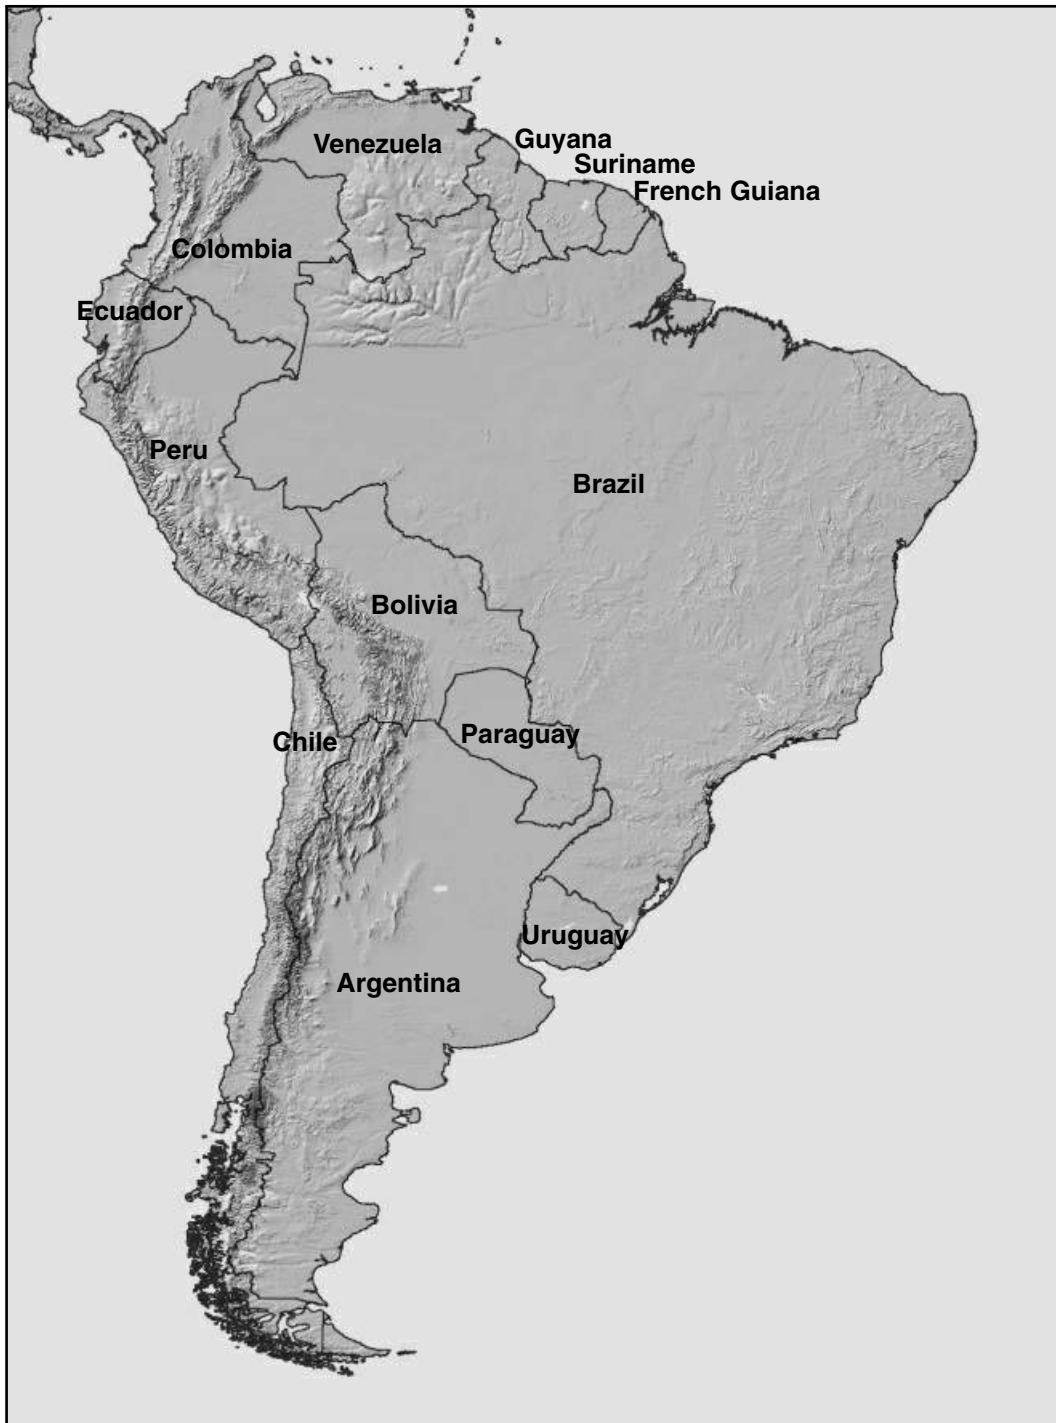 Venezuela
Guyana
Suriname
French Guiana
Colombia
Ecuador
Peru
Brazil
Bolivia
Chile
Paraguay
Uruguay
Argentina